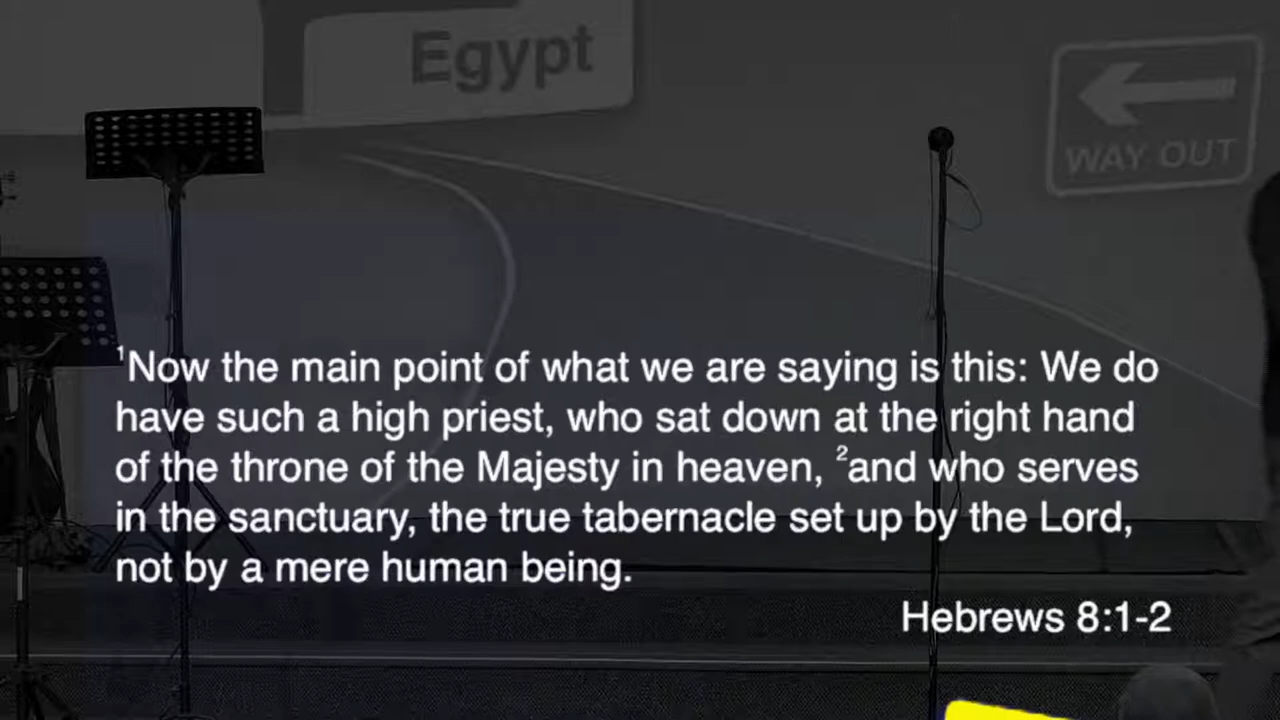 Egypt
WAY OUT
¹Now the main point of what we are saying is this: We do
have such a high priest, who sat down at the right hand
of the throne of the Majesty in heaven, ²and who serves
in the sanctuary, the true tabernacle set up by the Lord,
not by a mere human being.
Hebrews 8:1-2